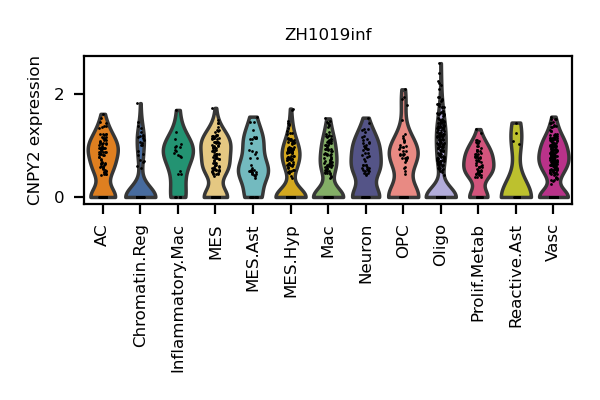 ZH1019inf
CNPY2 expression
2
0
AC
Chromatin.Reg
Inflammatory.Mac
MES
MES.Ast
MES.Hyp
Mac
Neuron
OPC
Oligo
Prolif.Metab
Reactive.Ast
Vasc